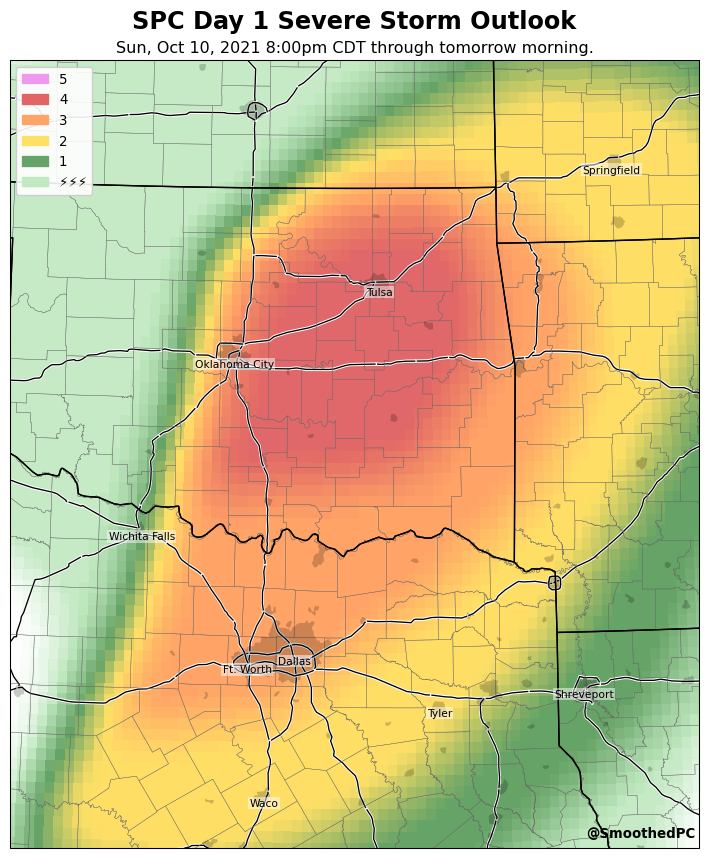 SPC Day 1 Severe Storm Outlook
Sun, Oct 10, 2021 8:00pm CDT through tomorrow morning.
5
4
3
2
1
⚡⚡⚡
Springfield
Tulsa
Oklahoma City
Wichita Falls
Dallas
Ft. Worth
Shreveport
Tyler
Waco
@SmoothedPC